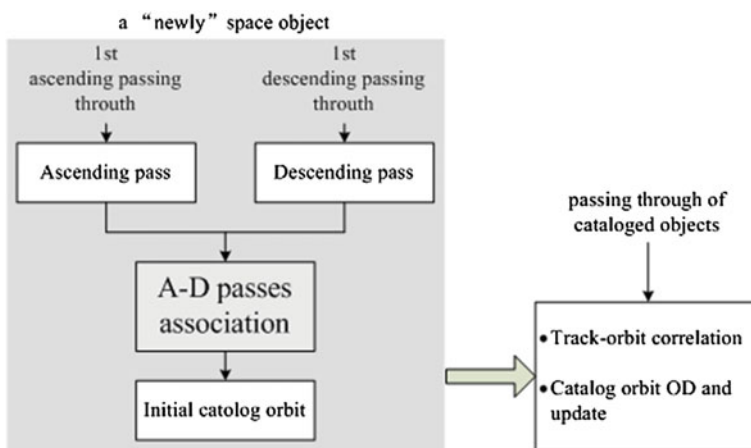 a “newly” space object
1st
ascending passing
throuth
1st
descending passing
throuth
Ascending pass
Descending pass
A-D passes
association
Initial catolog orbit
passing through of
cataloged objects
•Track-orbit correlation
•Catalog orbit OD and
update